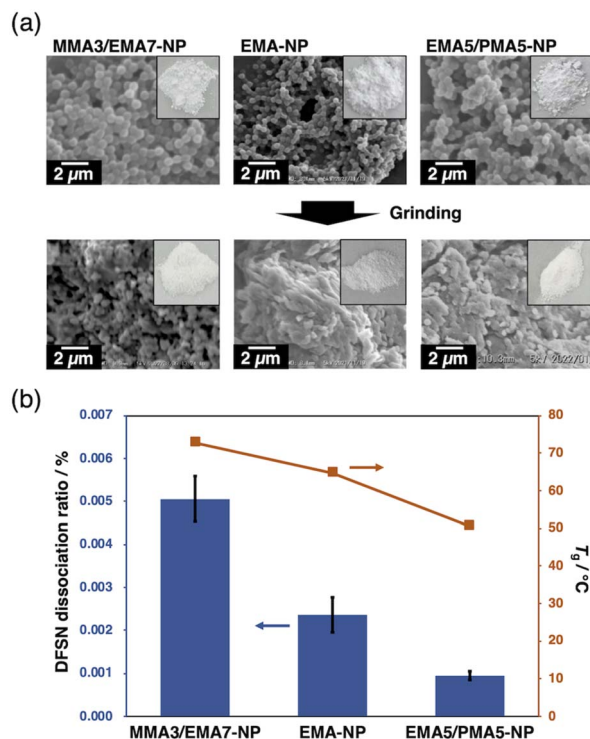 (a)
MMA3/EMA7-NP EMA-NP EMA5/PMA5-NP
2 μm 2 μm 2 μm
Grinding
2 μm 2 μm 2 μm
(b)
0.007 80
0.006 70
0.005 60
0.004 50
0.003 40
0.002 30
0.001 20
0.000 10
0
DFSN dissociation ratio / %
Tg / °C
MMA3/EMA7-NP EMA-NP EMA5/PMA5-NP